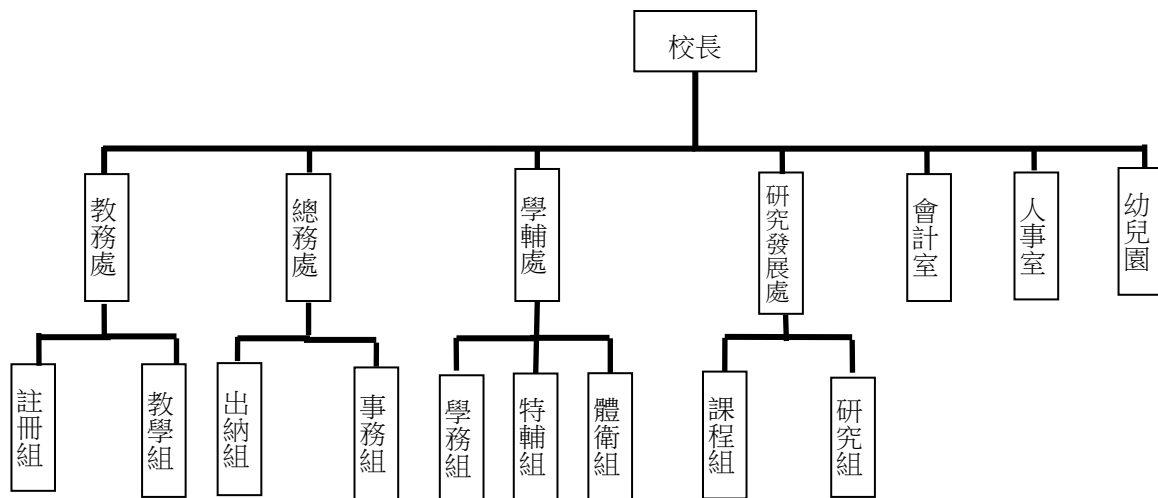 校長
教務處
總務處
學輔處
研究發展處
會計室
人事室
幼兒園
註冊組
教學組
出納組
事務組
學務組
特輔組
體衛組
課程組
研究組